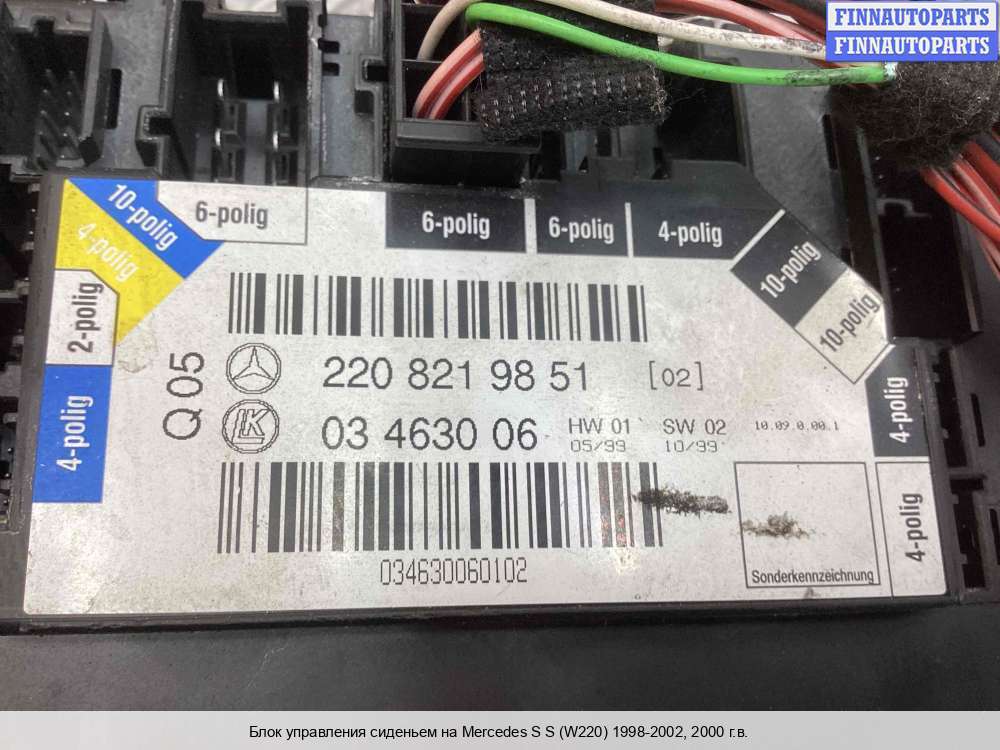 FINNAUTOPARTS
FINNAUTOPARTS
10-polig
6-polig
6-polig
6-polig
4-polig
4-polig
10-polig
2-polig
10-polig
Q 05
220 821 98 51 [02]
LK
03 4630 06 HW 01 SW 02 10.09.0.00.1
05/99 10/99
4-polig
4-polig
4-polig
034630060102
Sonderkennzeichnung
Блок управления сиденьем на Mercedes S S (W220) 1998-2002, 2000 г.в.